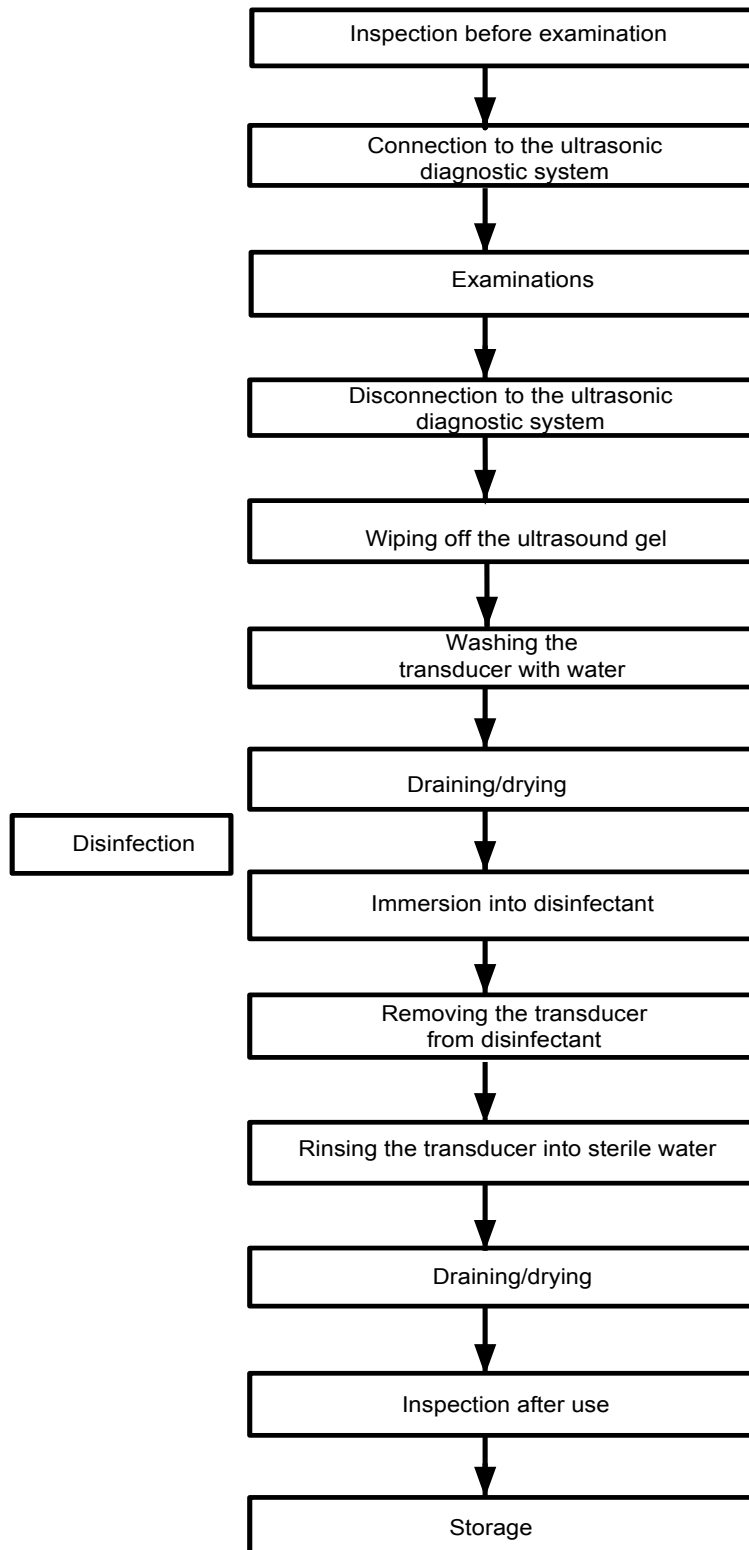 Inspection before examination
Connection to the ultrasonic
diagnostic system
Examinations
Disconnection to the ultrasonic
diagnostic system
Wiping off the ultrasound gel
Washing the
transducer with water
Draining/drying
Disinfection
Immersion into disinfectant
Removing the transducer
from disinfectant
Rinsing the transducer into sterile water
Draining/drying
Inspection after use
Storage